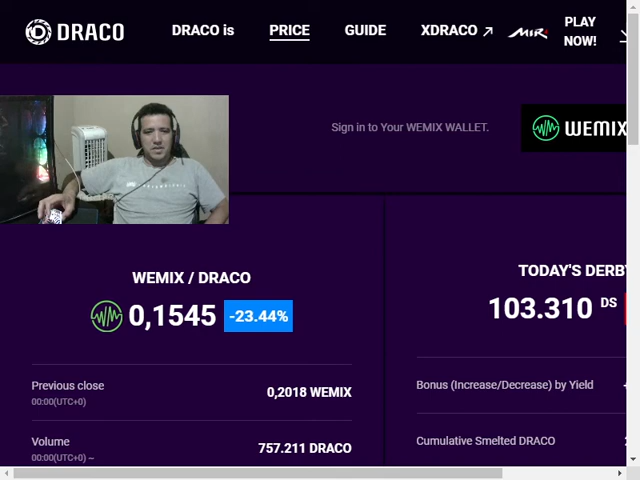 DRACO
DRACO is
PRICE
GUIDE
XDRACO
MIR
PLAY NOW!
Sign in to Your WEMIX WALLET.
WEMIX
WEMIX / DRACO
0,1545
-23.44%
Previous close
00:00(UTC+0)
0,2018 WEMIX
Volume
00:00(UTC+0) ~
757.211 DRACO
TODAY'S DERBY
103.310 DS
Bonus (Increase/Decrease) by Yield
Cumulative Smelted DRACO